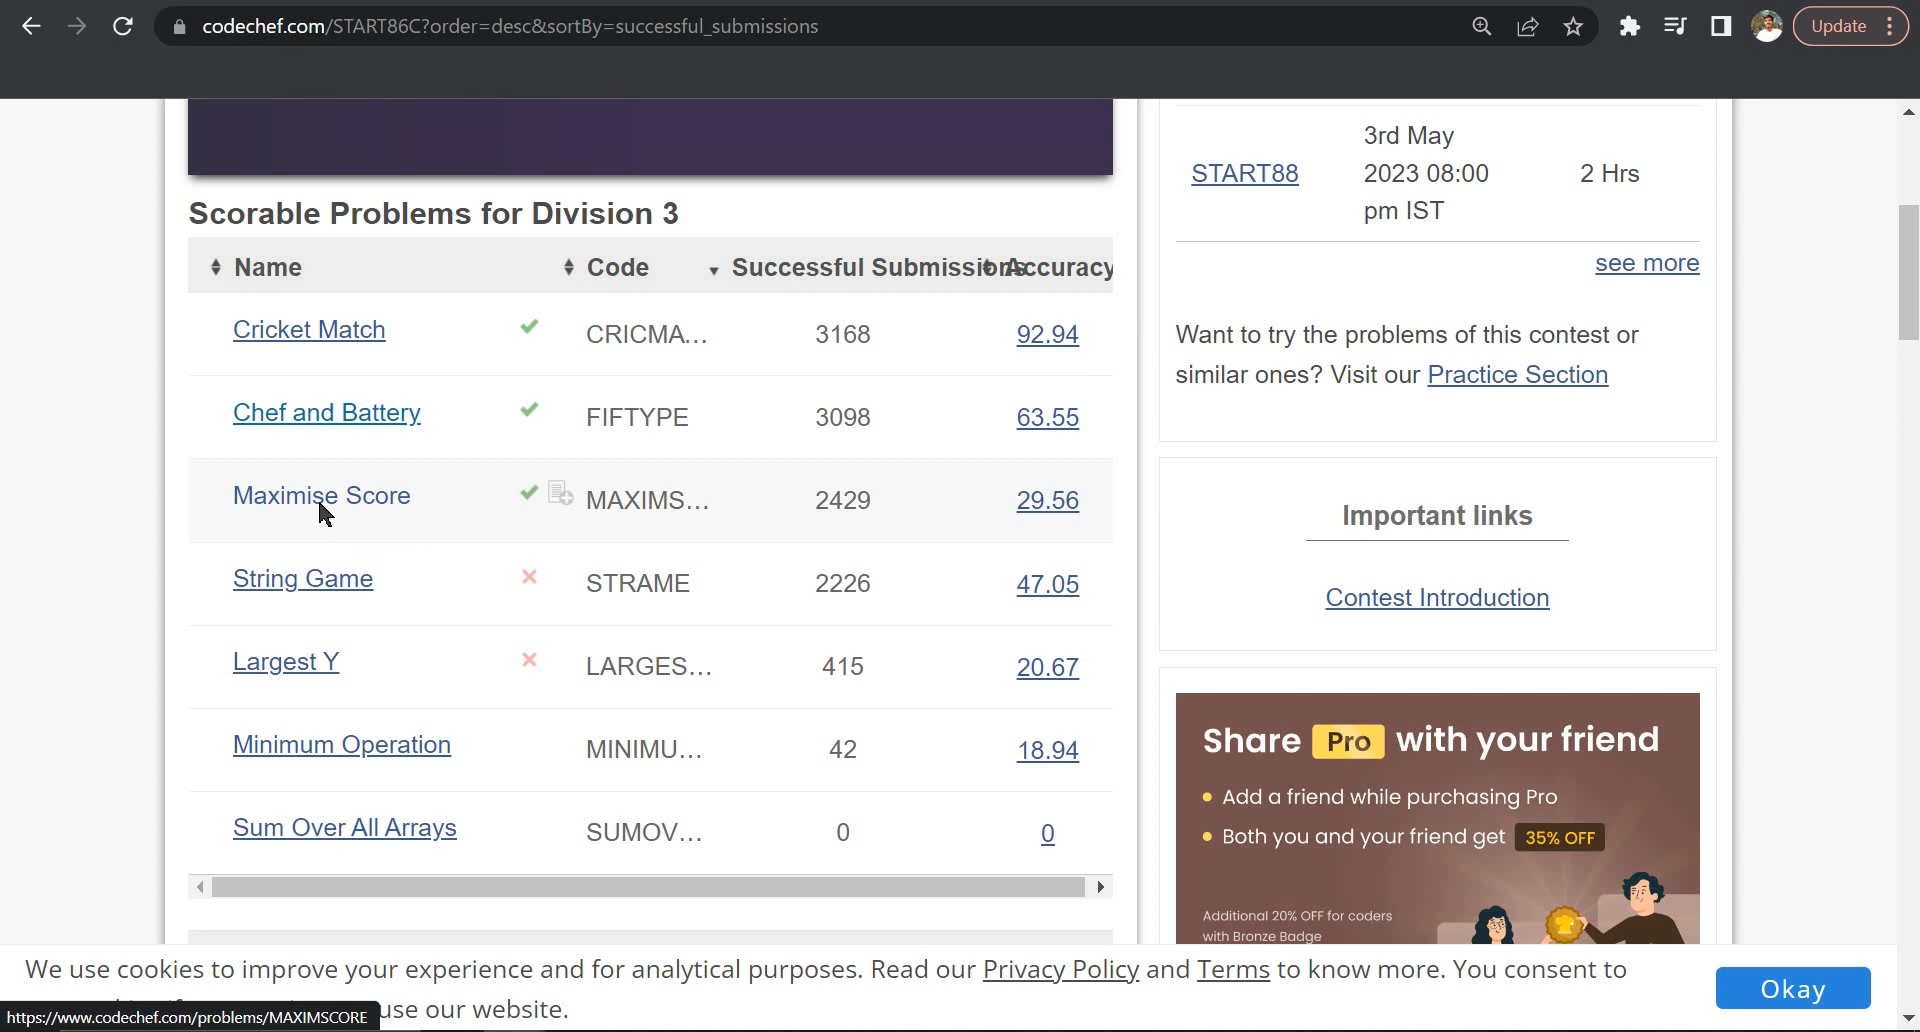 codechef.com/START86C?order=desc&sortBy=successful_submissions
Update
Scorable Problems for Division 3
Name Code Successful Submissions Accuracy
Cricket Match CRICMA... 3168 92.94
Chef and Battery FIFTYPE 3098 63.55
Maximise Score MAXIMS... 2429 29.56
String Game STRAME 2226 47.05
Largest Y LARGES... 415 20.67
Minimum Operation MINIMU... 42 18.94
Sum Over All Arrays SUMOV... 0 0
3rd May
START88 2023 08:00 2 Hrs
pm IST
see more
Want to try the problems of this contest or
similar ones? Visit our Practice Section
Important links
Contest Introduction
Share Pro with your friend
Add a friend while purchasing Pro
Both you and your friend get 35% OFF
Additional 20% OFF for coders
with Bronze Badge
We use cookies to improve your experience and for analytical purposes. Read our Privacy Policy and Terms to know more. You consent to
use our website.
Okay
https://www.codechef.com/problems/MAXIMSCORE